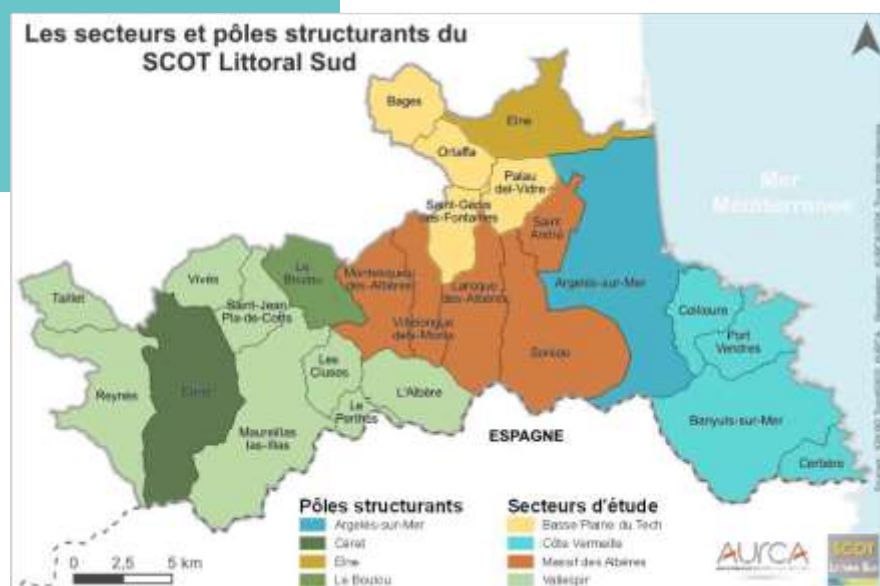 Les secteurs et pôles structurants du
SCOT Littoral Sud
Bages
Elne
Ortaffa
Palau
del-Vidre
Mer
Méditerranée
Saint-Génis
des-Fontaines
Saint
André
Le
Boulou
Montesquieu
des-Albères
Laroque
des-Albères
Argelès-sur-Mer
Vivès
Taillet
Saint-Jean
Pla-de-Corts
Villelongue
dels-Monts
Collioure
Port
Vendres
Sorède
Les
Cluses
Céret
Reynès
L'Albère
Le
Perthus
Maureillas
las-Illas
Banyuls-sur-Mer
ESPAGNE
Cerbère
Pôles structurants
Argelès-sur-Mer
Céret
Elne
Le Boulou
Secteurs d'étude
Basse Plaine du Tech
Côte Vermeille
Massif des Albères
Vallespir
0 2,5 5 km
AURCA
SCOT
Littoral Sud